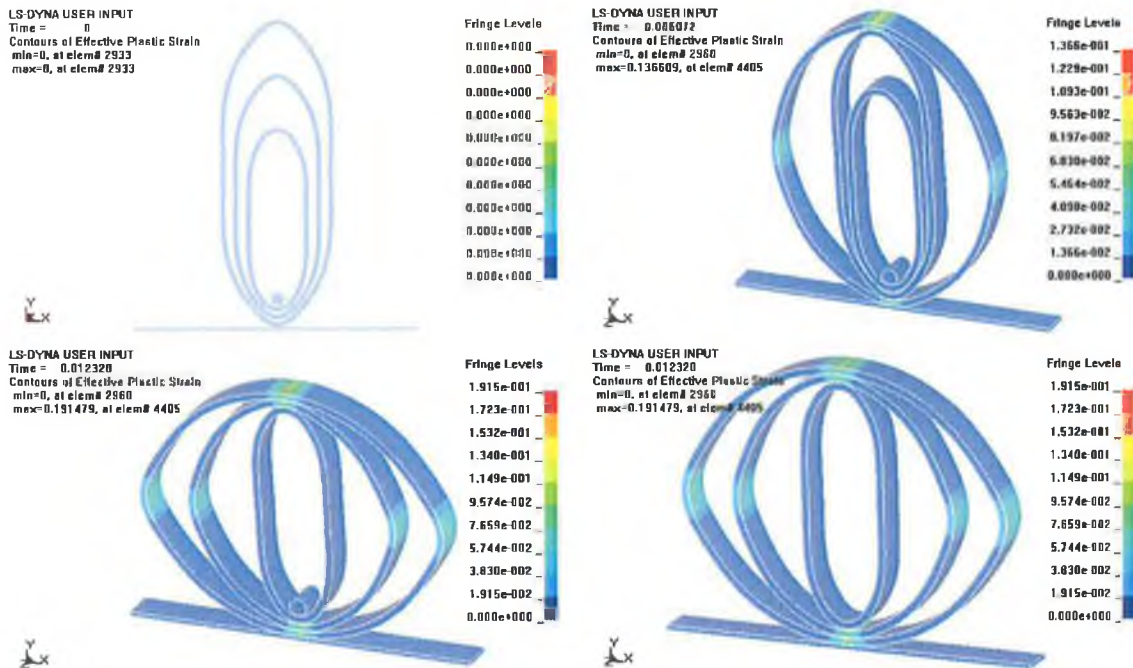 LS-DYNA USER INPUT
Time = 0
Contours of Effective Plastic Strain
min=0, at elem# 2933
max=0, at elem# 2933
Fringe Levels
0.000e+000
0.000e+000
0.000e+000
0.000e+000
0.000e+000
0.000e+000
0.000e+000
0.000e+000
0.000e+000
0.000e+000
0.000e+000
Y
X
LS-DYNA USER INPUT
Time =
Contours of Effective Plastic Strain
min=0, at elem# 2960
max=0.136609, at elem# 4405
Fringe Levels
1.366e-001
1.229e-001
1.093e-001
9.563e-002
8.197e-002
6.830e-002
5.464e-002
4.098e-002
2.732e-002
1.366e-002
0.000e+000
Y
X
LS-DYNA USER INPUT
Time = 0.012320
Contours of Effective Plastic Strain
min=0, at elem# 2960
max=0.191479, at elem# 4405
Fringe Levels
1.915e-001
1.723e-001
1.532e-001
1.340e-001
1.149e-001
9.574e-002
7.659e-002
5.744e-002
3.830e-002
1.915e-002
0.000e+000
Y
X
LS-DYNA USER INPUT
Time = 0.012320
Contours of Effective Plastic Strain
min=0, at elem# 2960
max=0.191479, at elem# 4405
Fringe Levels
1.915e-001
1.723e-001
1.532e-001
1.340e-001
1.149e-001
9.574e-002
7.659e-002
5.744e-002
3.830e-002
1.915e-002
0.000e+000
Y
X